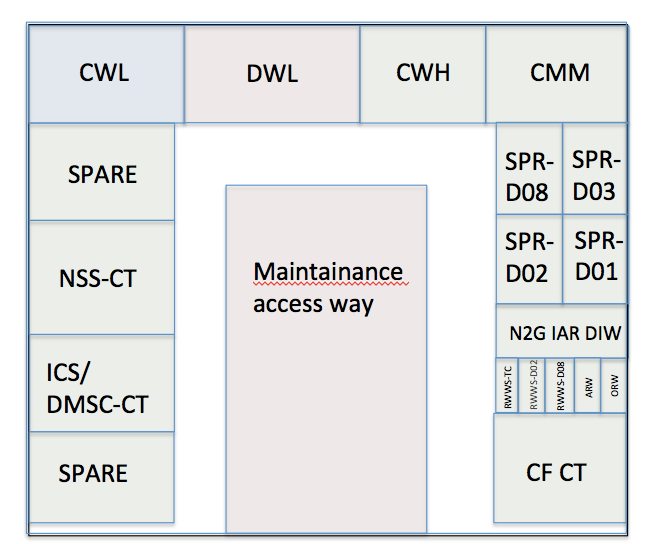 CWL
DWL
CWH
CMM
SPARE
SPR-
D08
SPR-
D03
NSS-CT
SPR-
D02
SPR-
D01
Maintainance
access way
N2G IAR DIW
ICS/
DMSC-CT
RWWS-TC
RWWS-D02
RWWS-D08
ARW
ORW
SPARE
CF CT